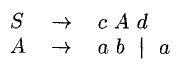 S → c A d
A → a b | a